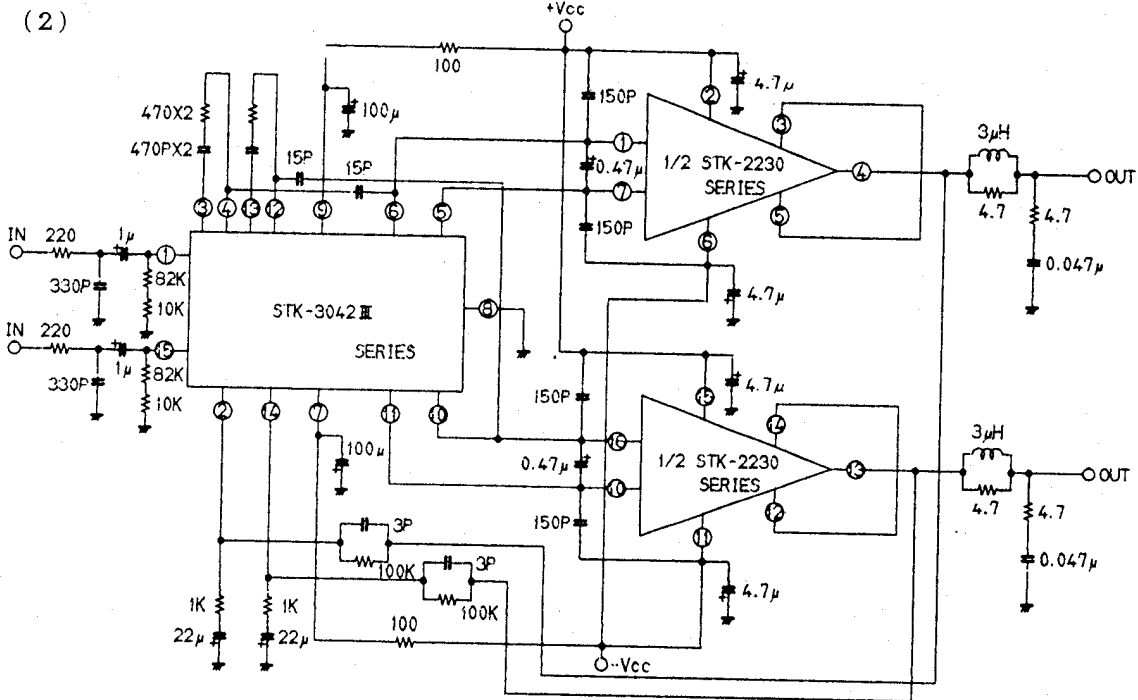 (2)
+Vcc
100
4.7μ
470X2
100μ
150P
②
③
3μH
470PX2
15P
15P
①
1/2 STK-2230
SERIES
④
OUT
0.47μ
⑦
③ ④ ⑬ ⑫ ⑨ ⑥ ⑤
⑤
4.7
4.7
IN 220 1μ ①
150P
⑥
0.047μ
82K
330P
4.7μ
10K
STK-3042Ⅲ
⑧
IN 220
SERIES
⑮
1μ
82K
330P
10K
150P
⑮
4.7μ
② ⑭ ⑦ ⑪ ⑩
⑭
3μH
100μ
⑯
1/2 STK-2230
SERIES
⑬
OUT
0.47μ
⑩
4.7
4.7
⑫
150P
⑪
3P
0.047μ
100K
3P
4.7μ
1K
1K
100K
22μ
22μ
100
-Vcc